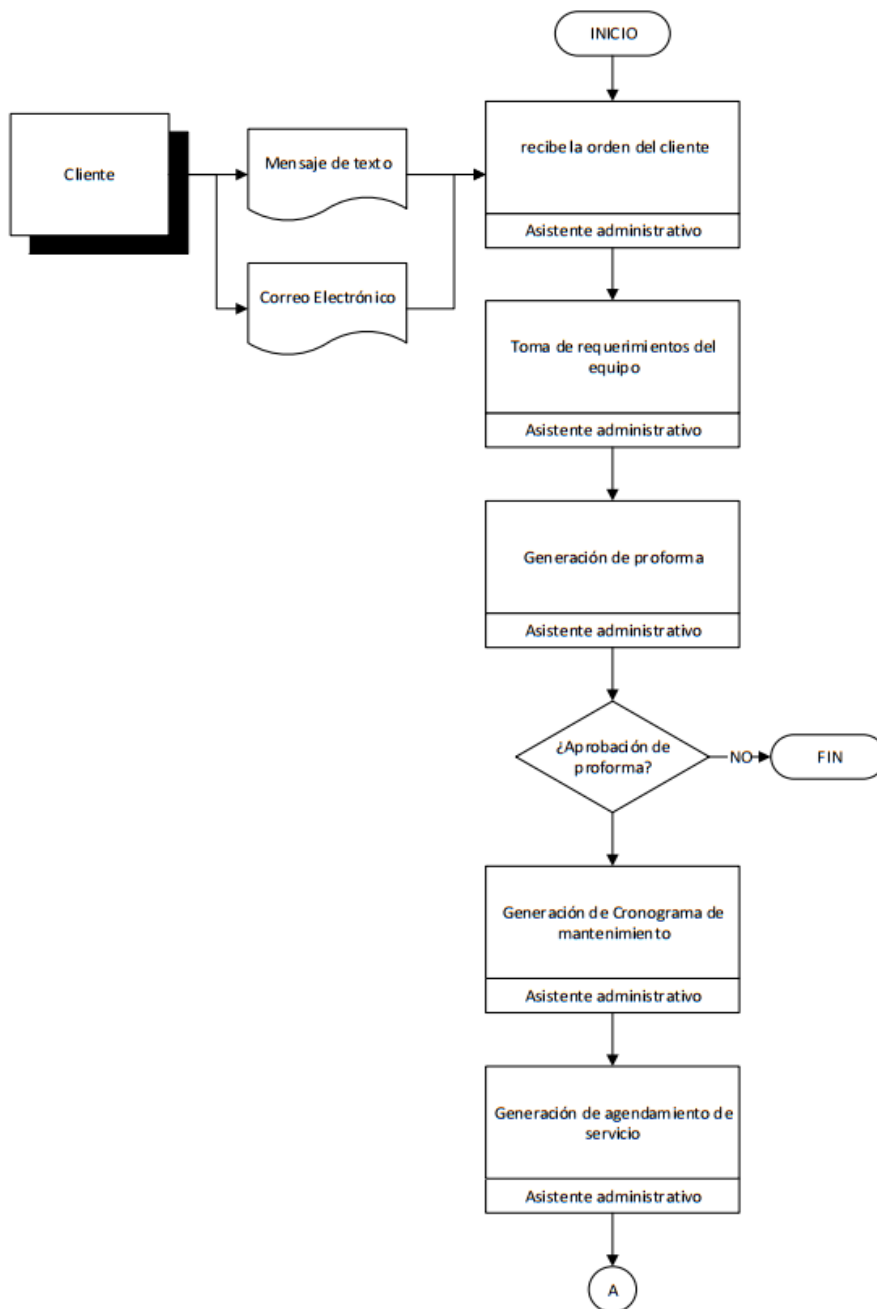 INICIO
Cliente
Mensaje de texto
Correo Electrónico
recibe la orden del cliente
Asistente administrativo
Toma de requerimientos del
equipo
Asistente administrativo
Generación de proforma
Asistente administrativo
¿Aprobación de
proforma?
NO
FIN
Generación de Cronograma de
mantenimiento
Asistente administrativo
Generación de agendamiento de
servicio
Asistente administrativo
A